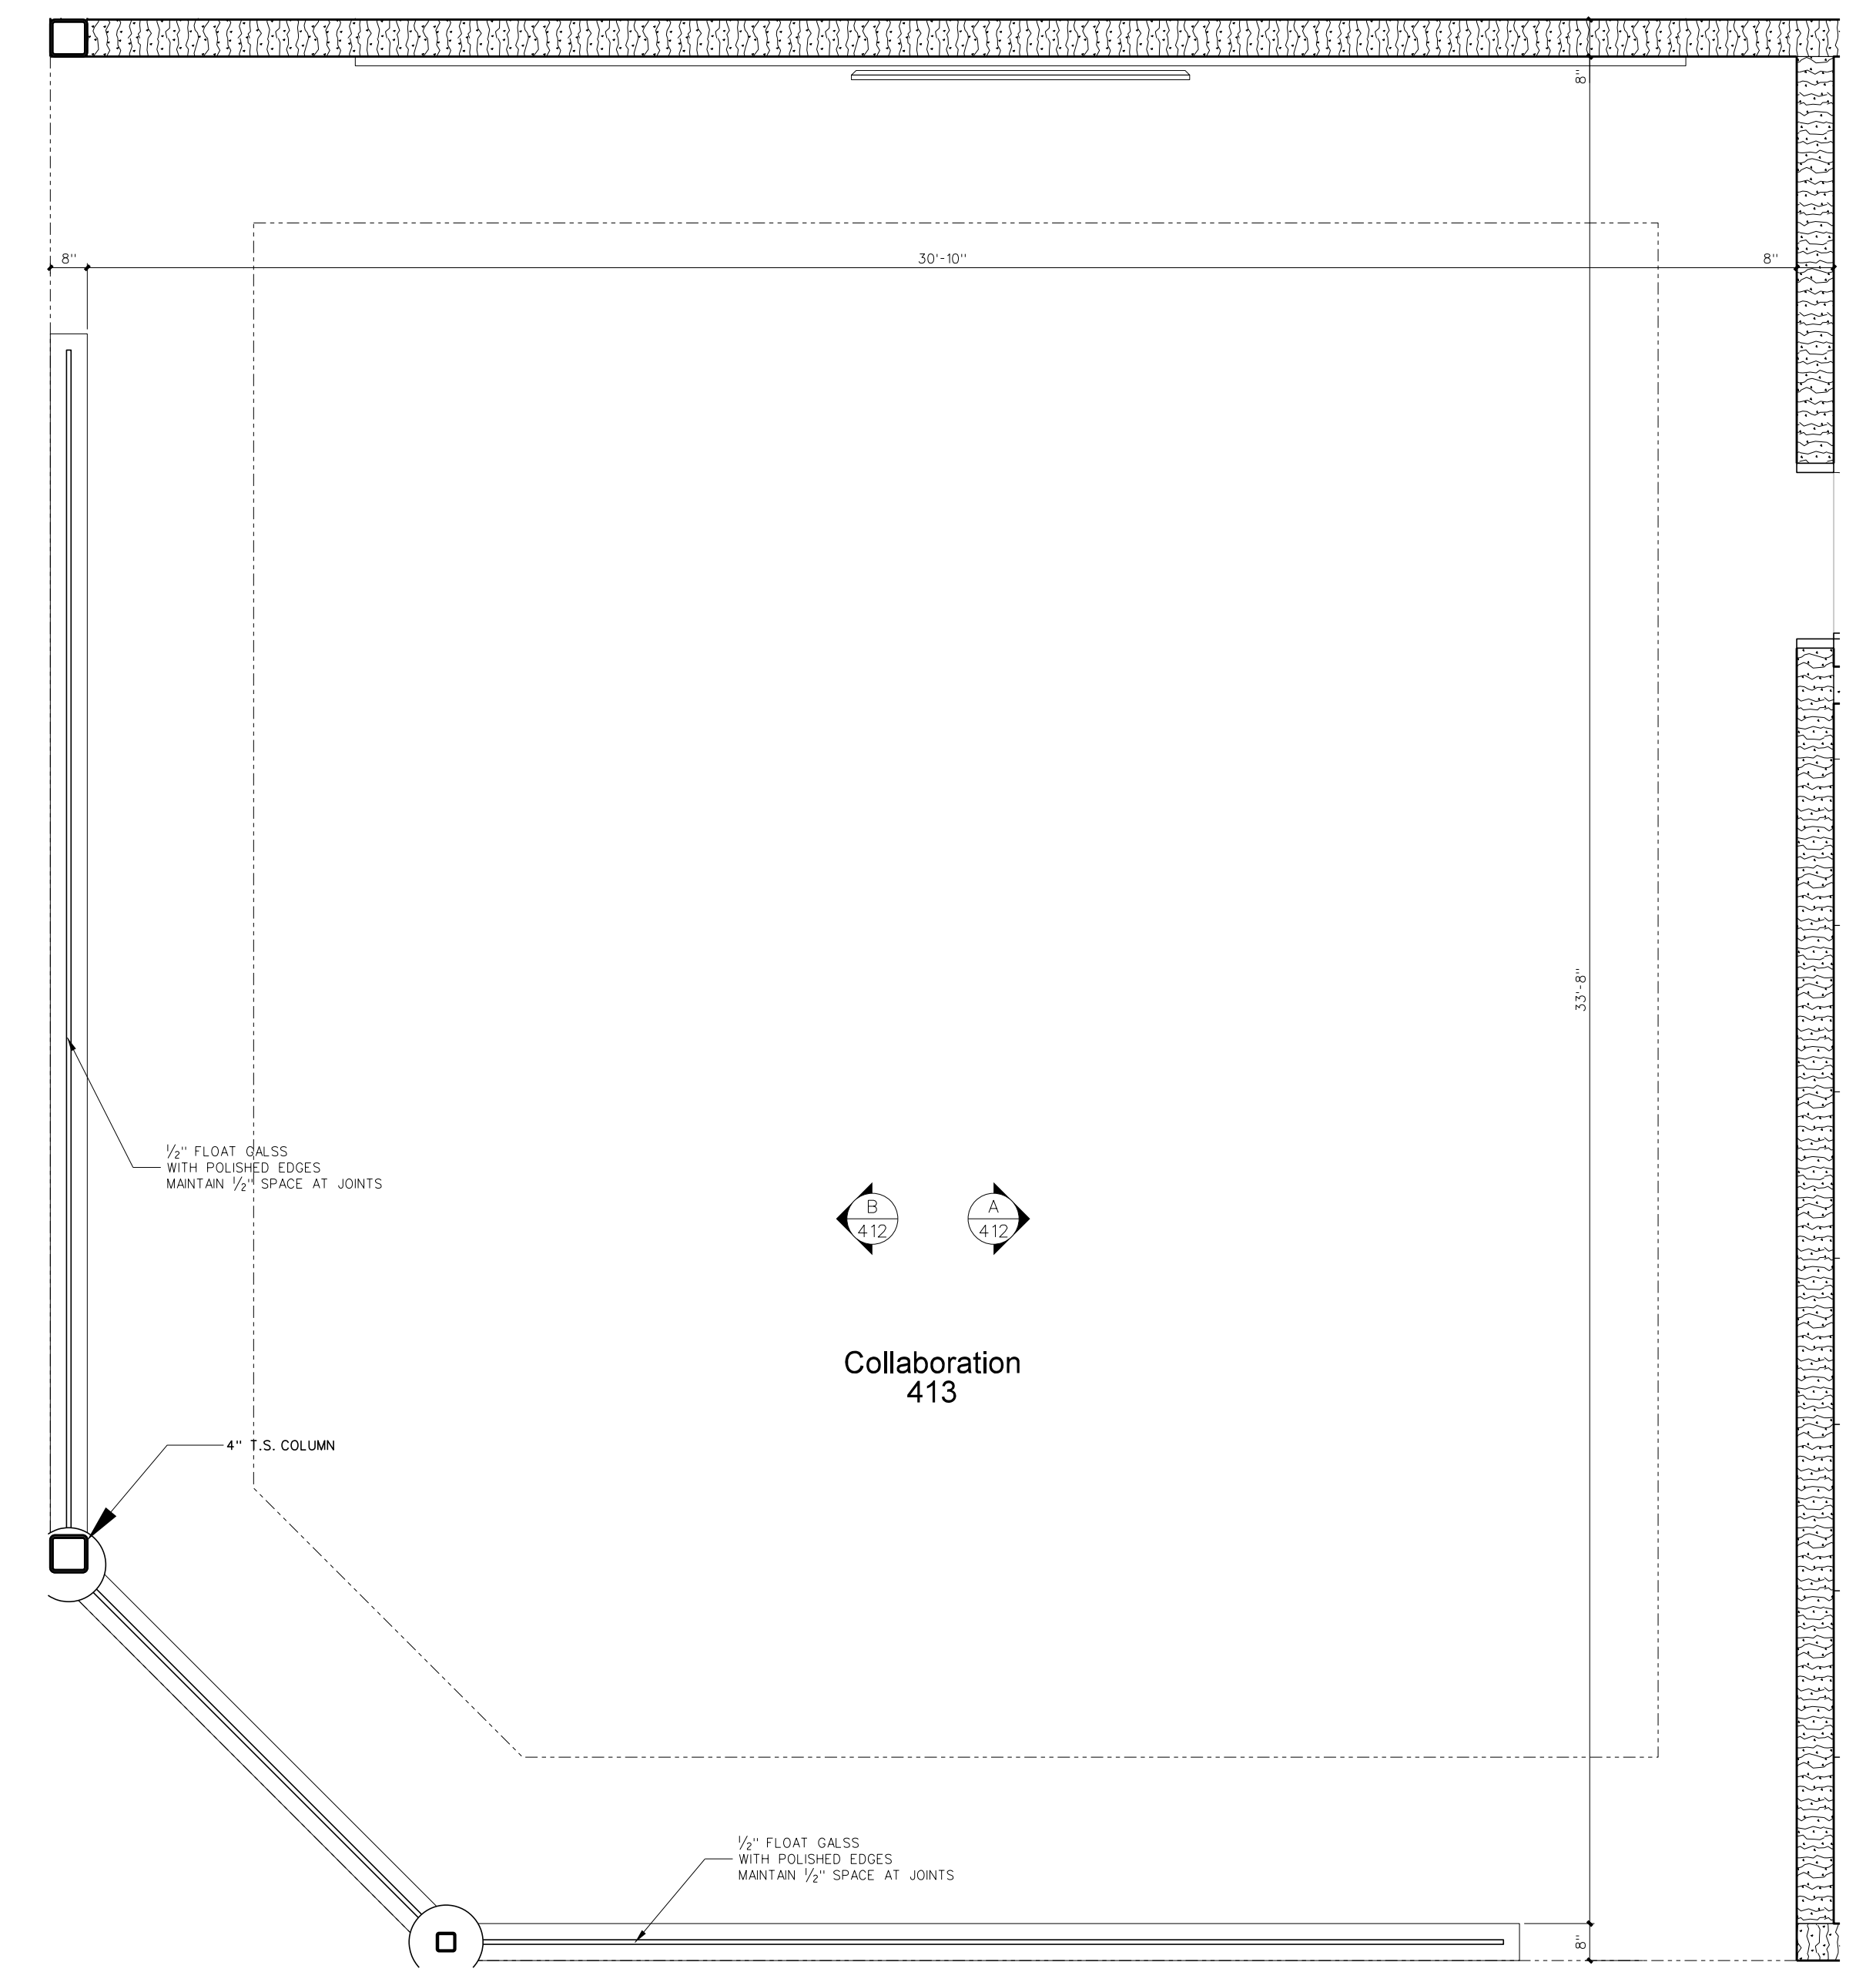 8"
8"
30'-10"
8"
33'-8"
½" FLOAT GALSS
WITH POLISHED EDGES
MAINTAIN ½" SPACE AT JOINTS
B
412
A
412
Collaboration
413
4" T.S. COLUMN
½" FLOAT GALSS
WITH POLISHED EDGES
MAINTAIN ½" SPACE AT JOINTS
8"